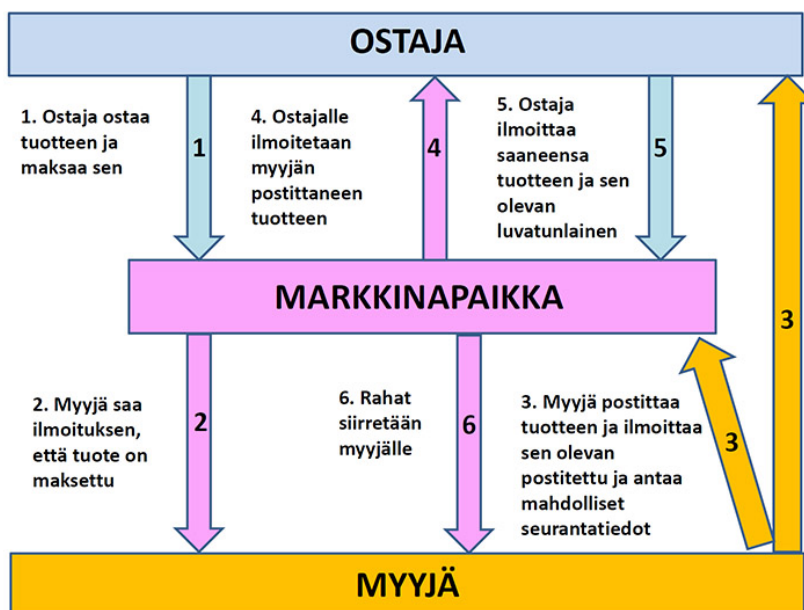 OSTAJA
1. Ostaja ostaa
tuotteen ja
maksaa sen
1
4. Ostajalle
ilmoitetaan
myyjän
postittaneen
tuotteen
4
5. Ostaja
ilmoittaa
saaneensa
tuotteen ja sen
olevan
luvatunlainen
5
3
MARKKINAPAIKKA
2. Myyjä saa
ilmoituksen,
että tuote on
maksettu
2
6. Rahat
siirretään
myyjälle
6
3. Myyjä postittaa
tuotteen ja ilmoittaa
sen olevan
postitettu ja antaa
mahdolliset
seurantatiedot
3
MYYJÄ